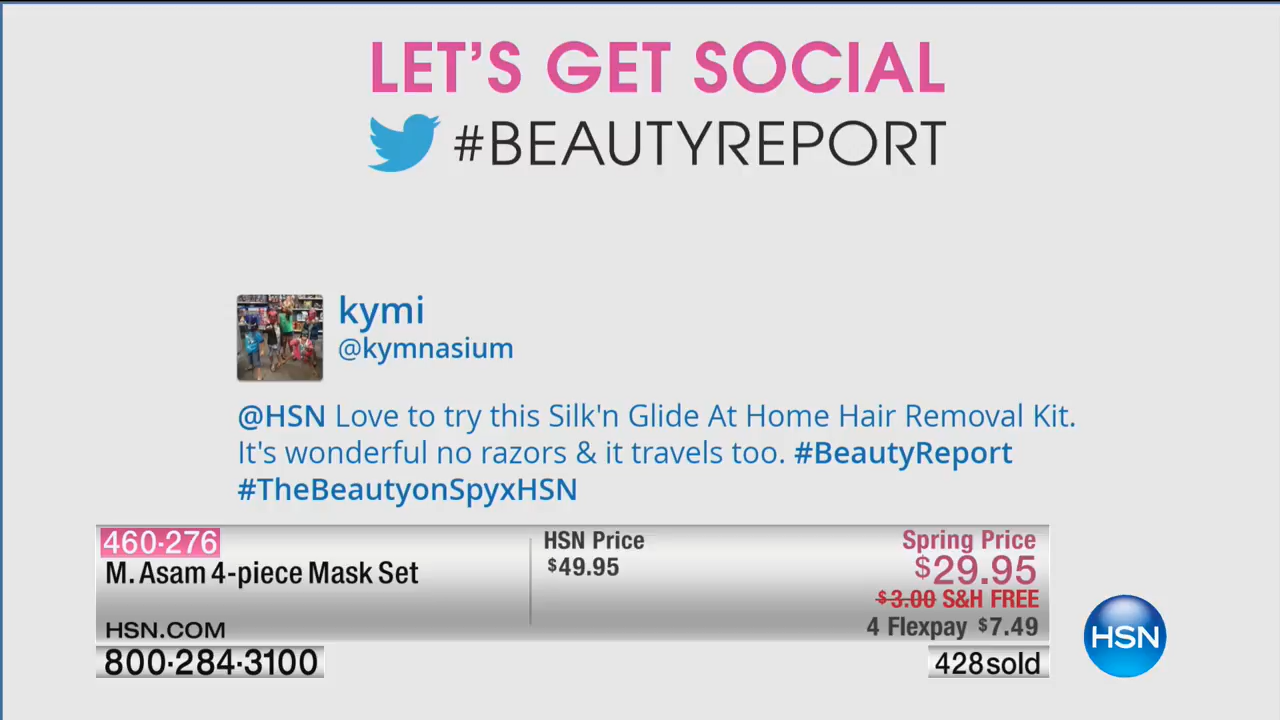 LET'S GET SOCIAL
#BEAUTYREPORT
kymi
@kymnasium
@HSN Love to try this Silk'n Glide At Home Hair Removal Kit.
It's wonderful no razors & it travels too. #BeautyReport
#TheBeautyonSpyxHSN
460-276
M. Asam 4-piece Mask Set
HSN.COM
800-284-3100
HSN Price
$49.95
Spring Price
$29.95
$3.00 S&H FREE
4 Flexpay $7.49
428 sold
HSN